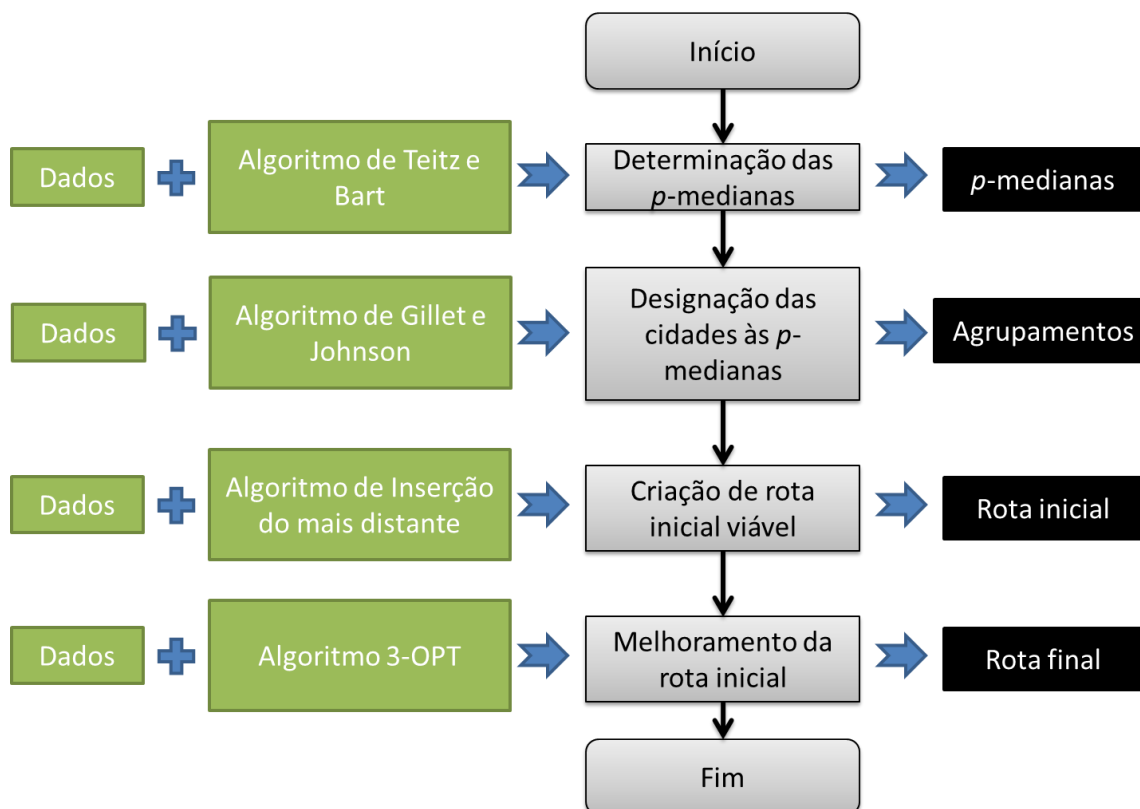 Início
Dados
Algoritmo de Teitz e
Bart
Determinação das
p-medianas
p-medianas
Dados
Algoritmo de Gillet e
Johnson
Designação das
cidades às p-
medianas
Agrupamentos
Dados
Algoritmo de Inserção
do mais distante
Criação de rota
inicial viável
Rota inicial
Dados
Algoritmo 3-OPT
Melhoramento da
rota inicial
Rota final
Fim